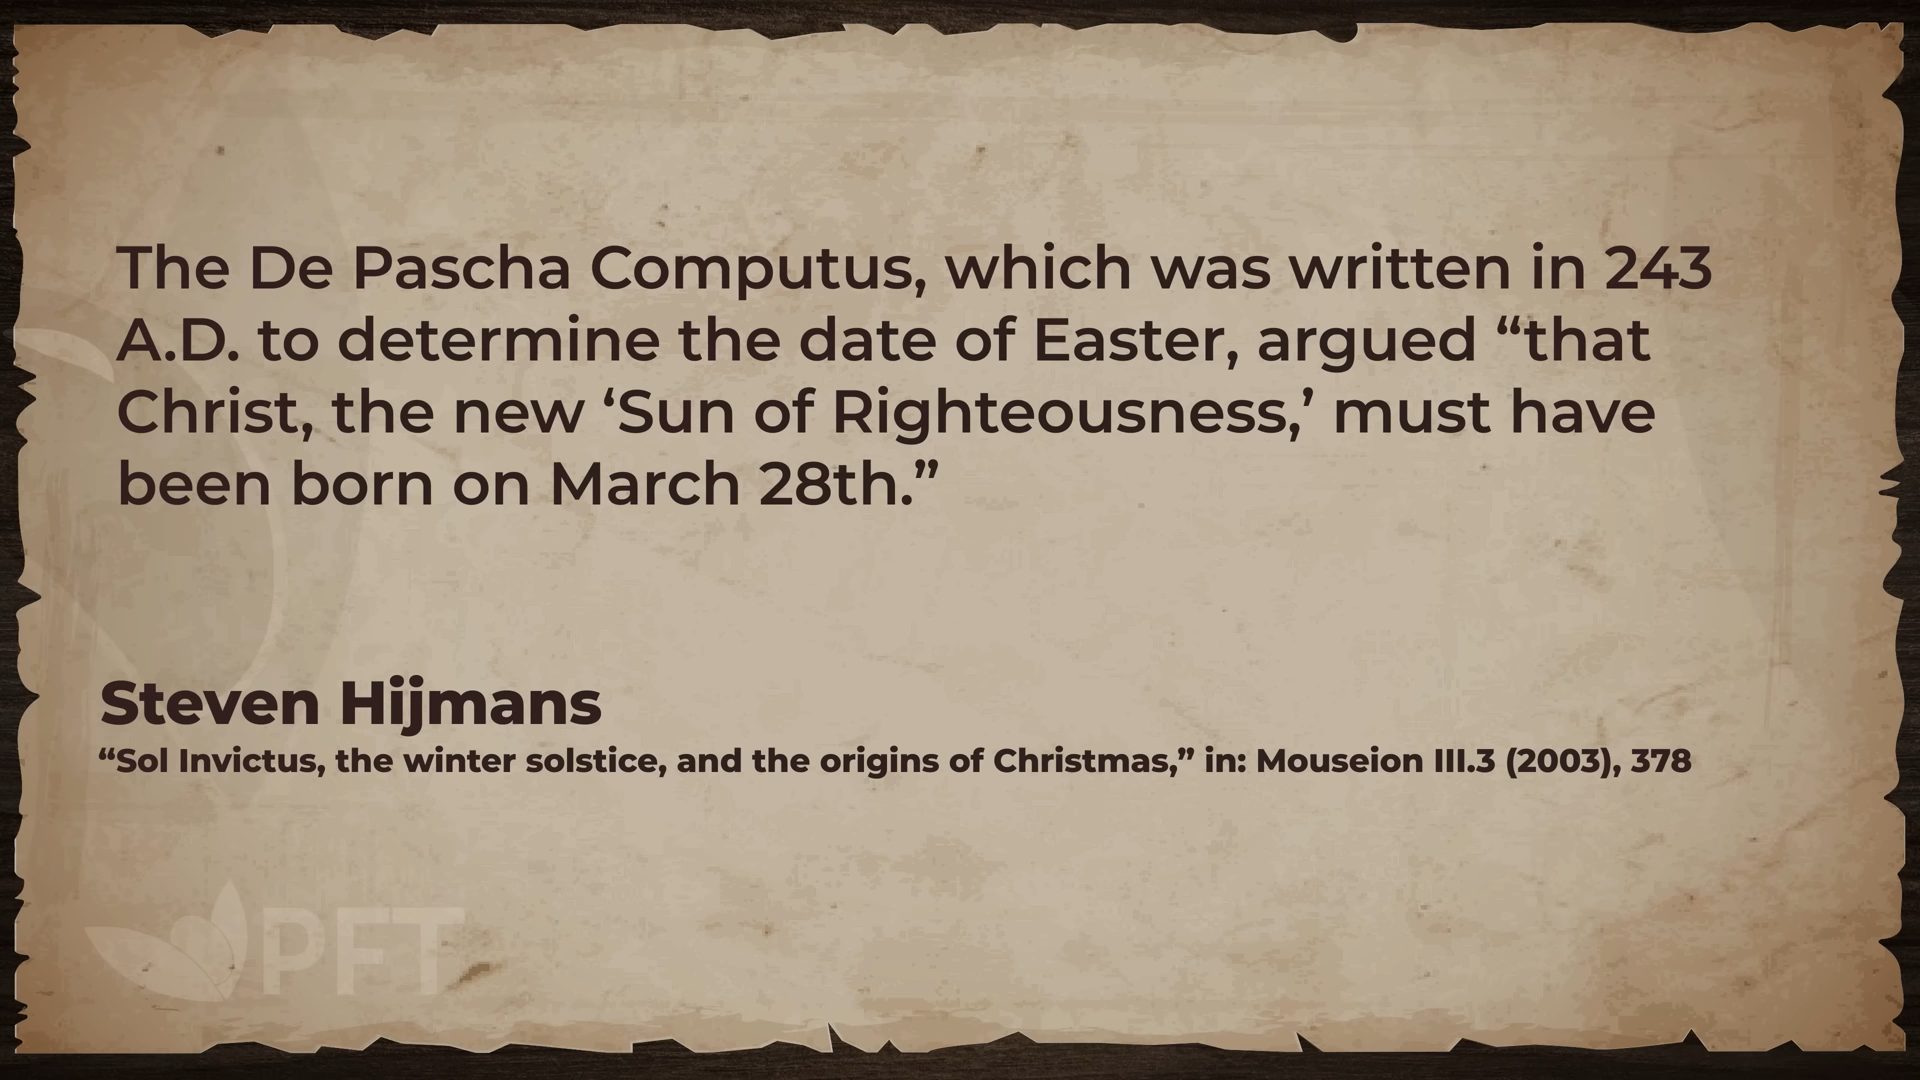 The De Pascha Computus, which was written in 243
A.D. to determine the date of Easter, argued “that
Christ, the new ‘Sun of Righteousness,’ must have
been born on March 28th.”
Steven Hijmans
“Sol Invictus, the winter solstice, and the origins of Christmas,” in: Mouseion III.3 (2003), 378
PFT